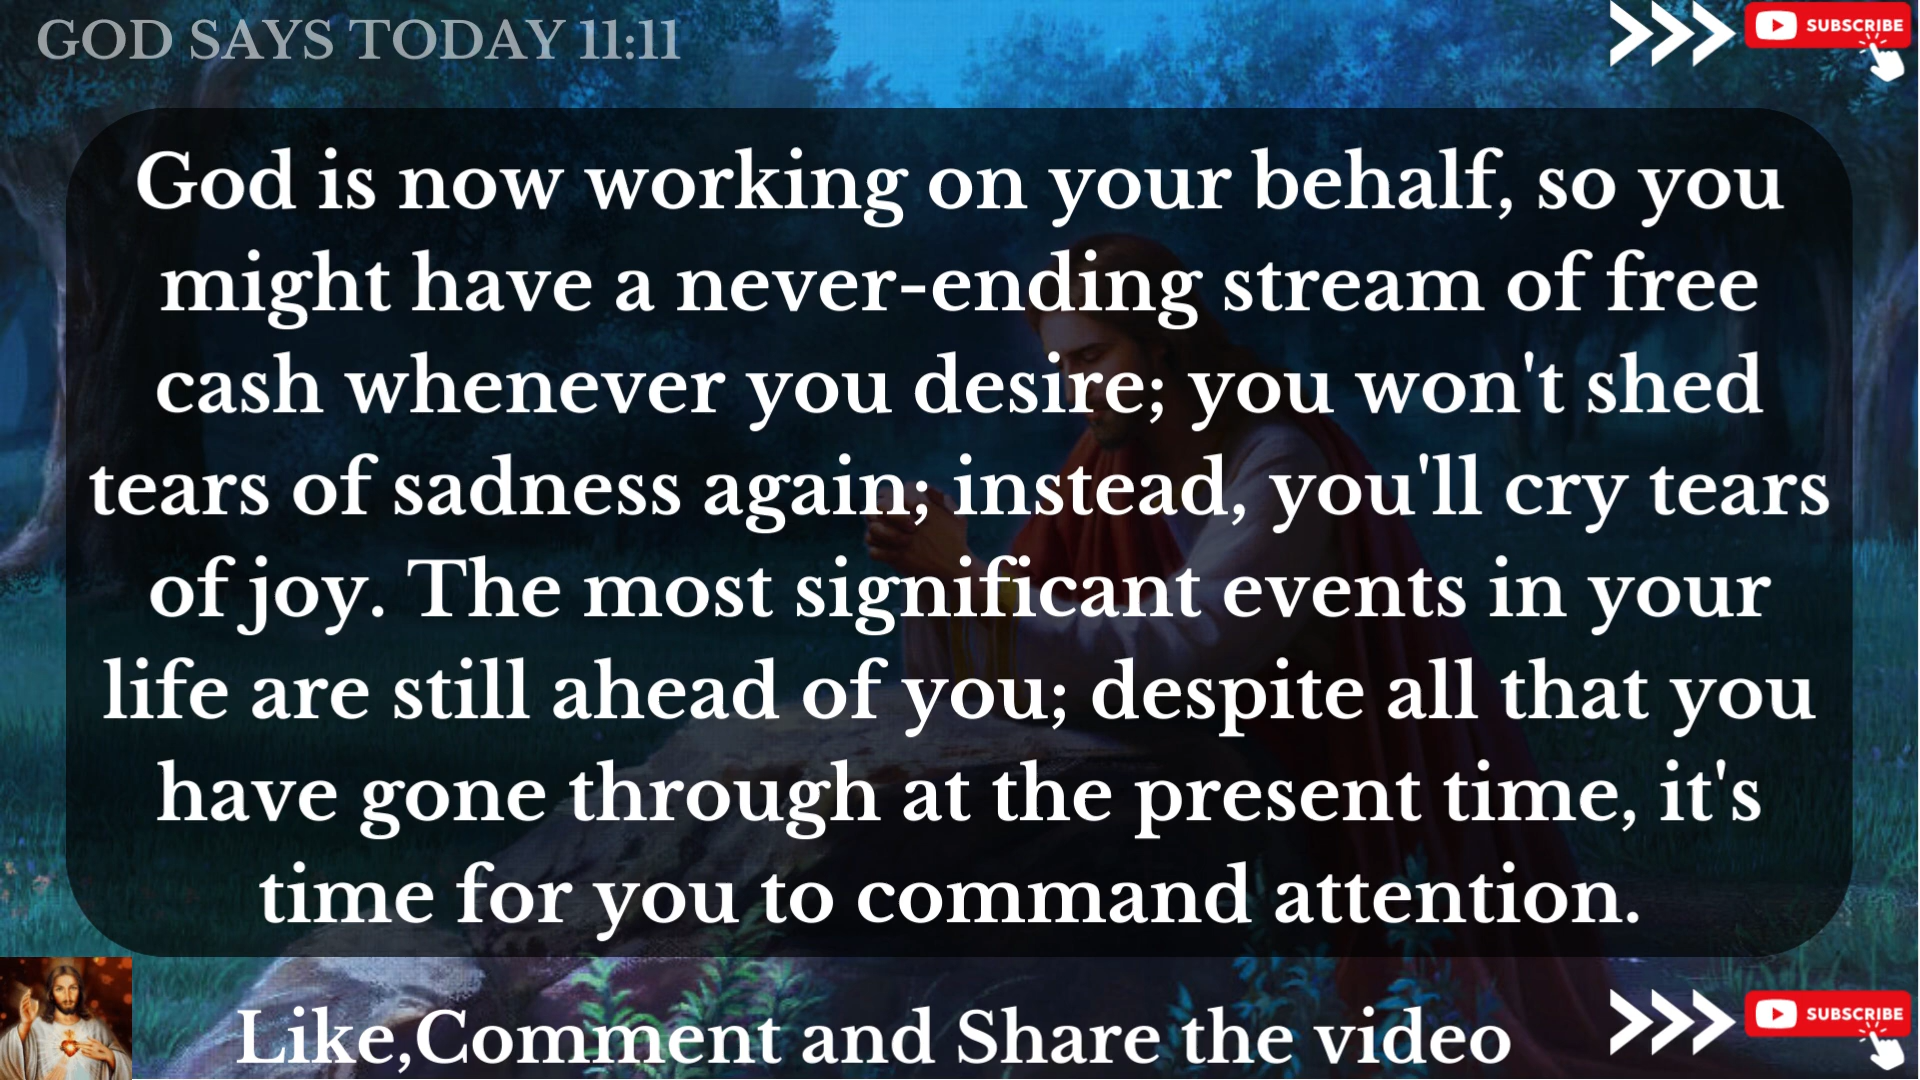 GOD SAYS TODAY 11:11
SUBSCRIBE
God is now working on your behalf, so you
might have a never-ending stream of free
cash whenever you desire; you won't shed
tears of sadness again; instead, you'll cry tears
of joy. The most significant events in your
life are still ahead of you; despite all that you
have gone through at the present time, it's
time for you to command attention.
Like,Comment and Share the video
SUBSCRIBE